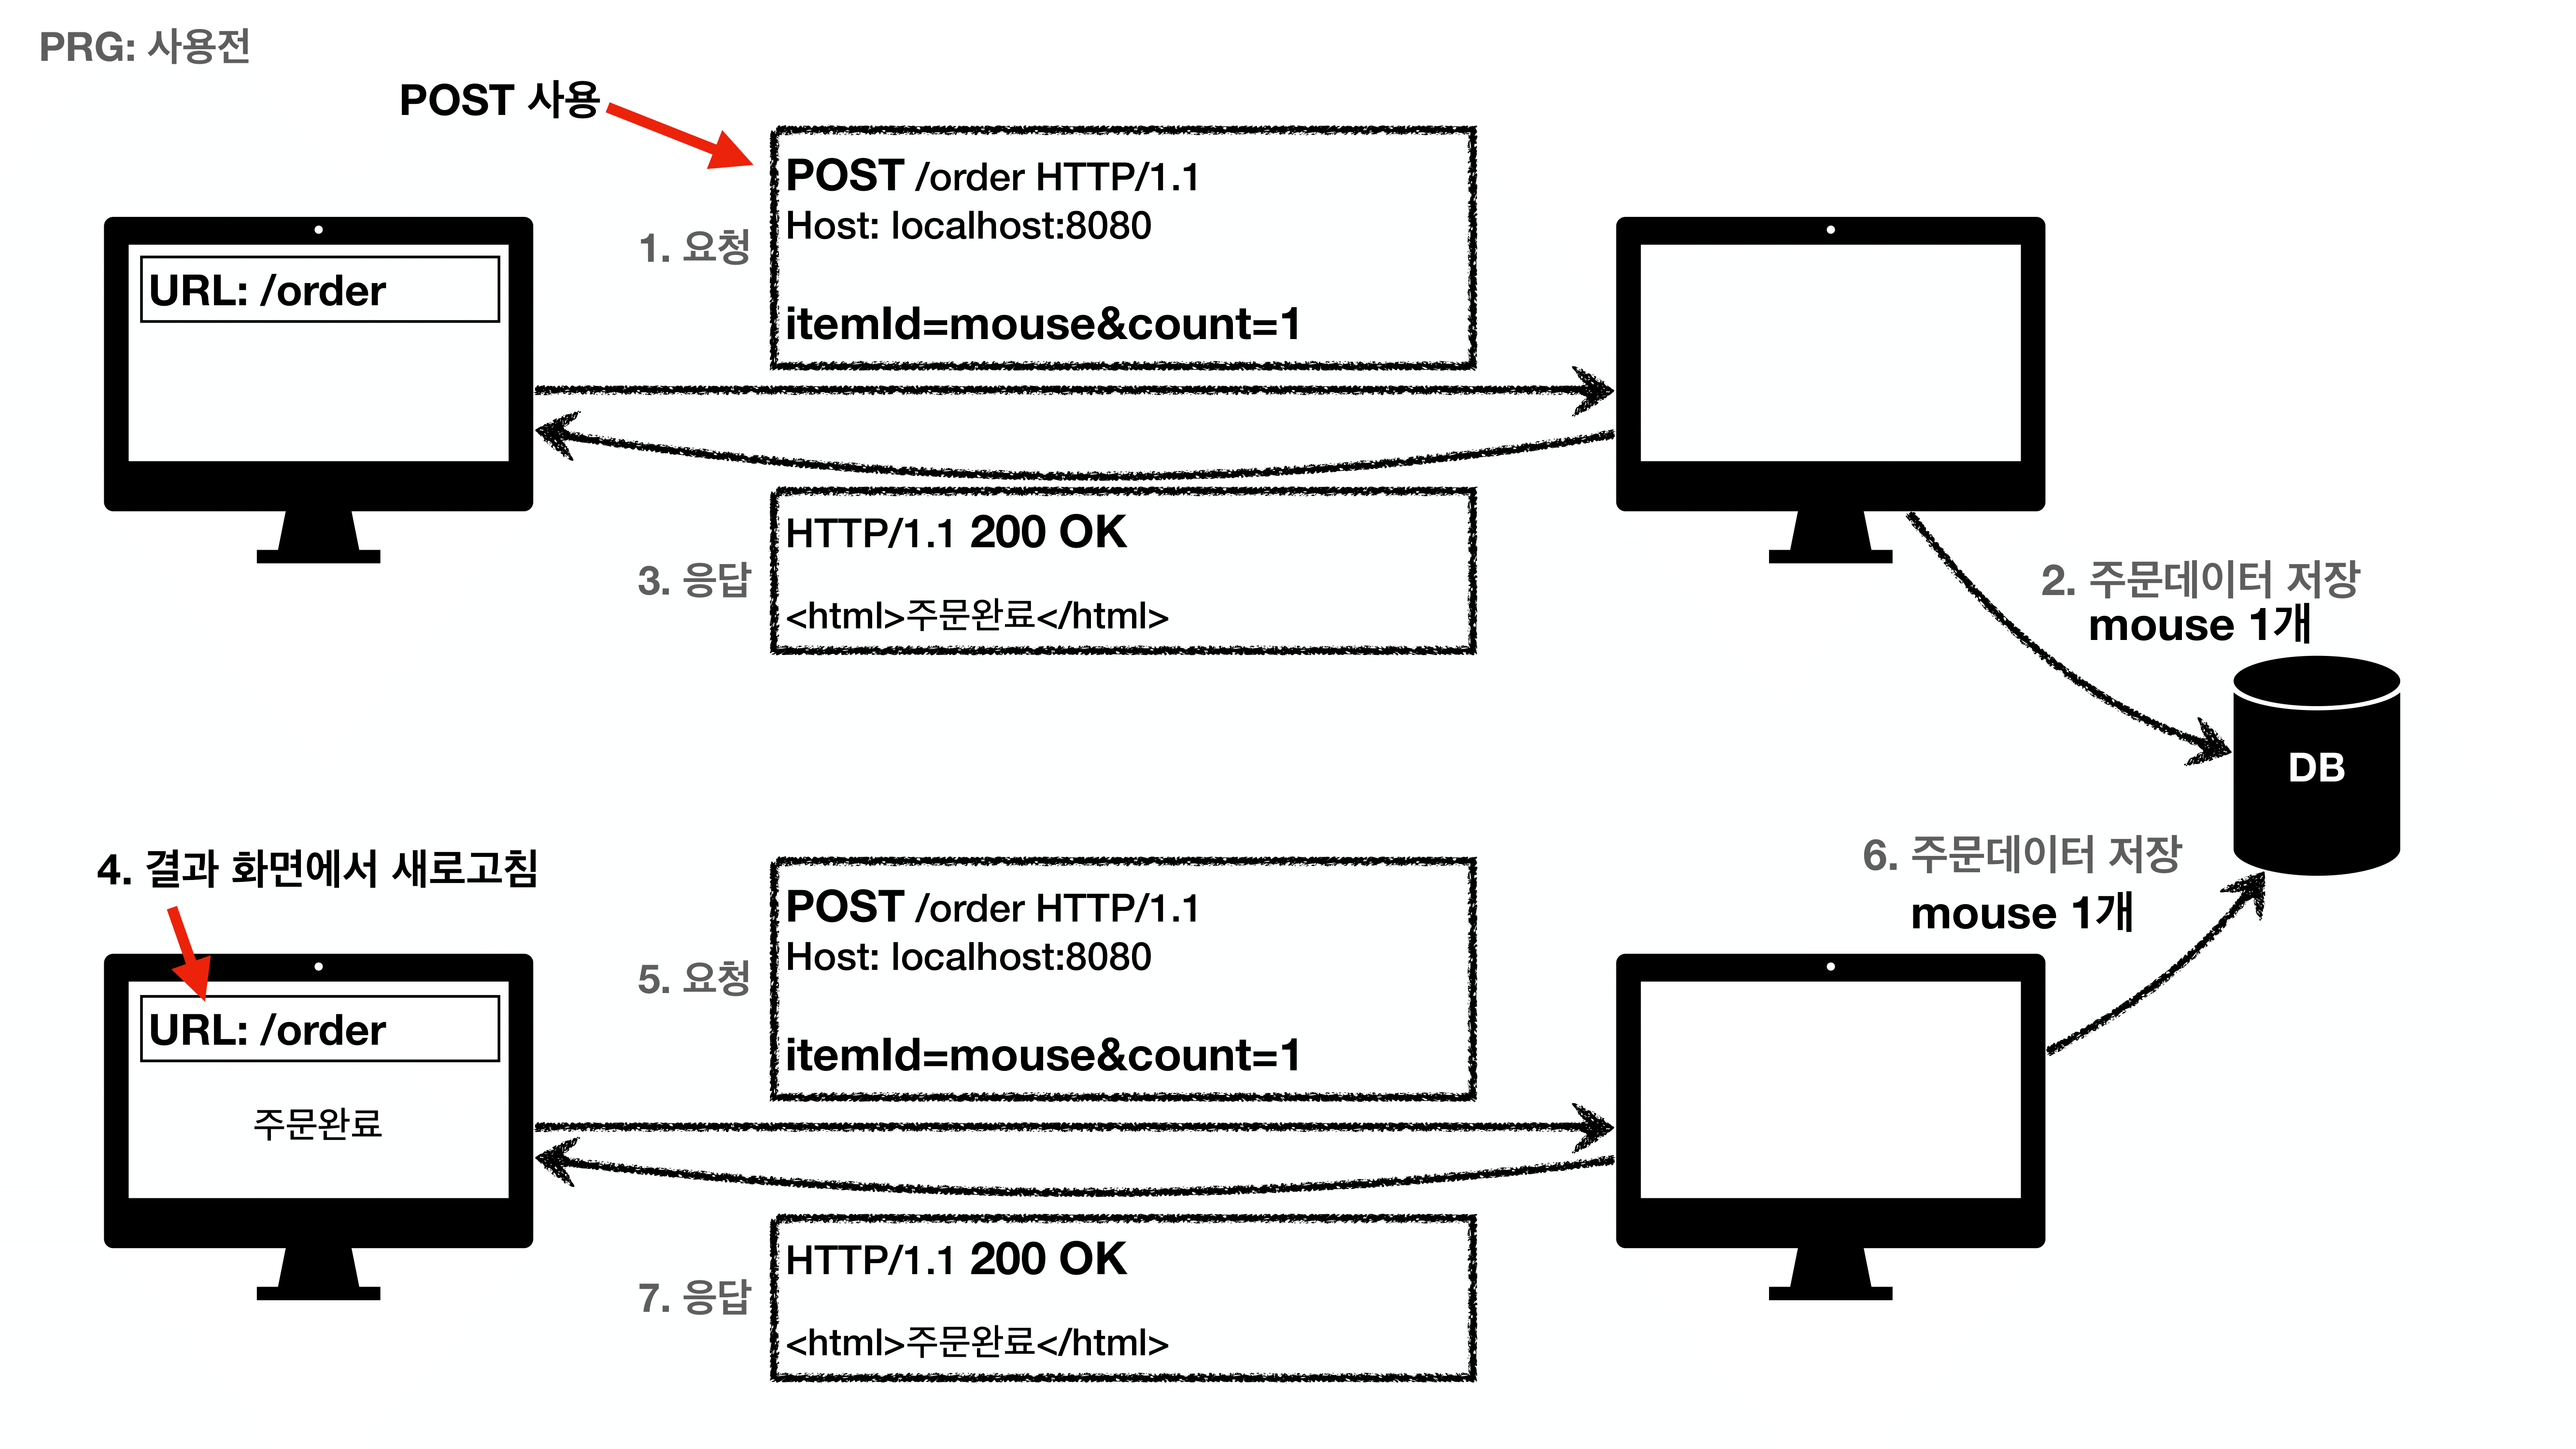 PRG: 사용전
POST 사용
1. 요청
POST /order HTTP/1.1
Host: localhost:8080
itemId=mouse&count=1
URL: /order
3. 응답
HTTP/1.1 200 OK
<html>주문완료</html>
2. 주문데이터 저장
mouse 1개
DB
4. 결과 화면에서 새로고침
URL: /order
주문완료
5. 요청
POST /order HTTP/1.1
Host: localhost:8080
itemId=mouse&count=1
6. 주문데이터 저장
mouse 1개
7. 응답
HTTP/1.1 200 OK
<html>주문완료</html>